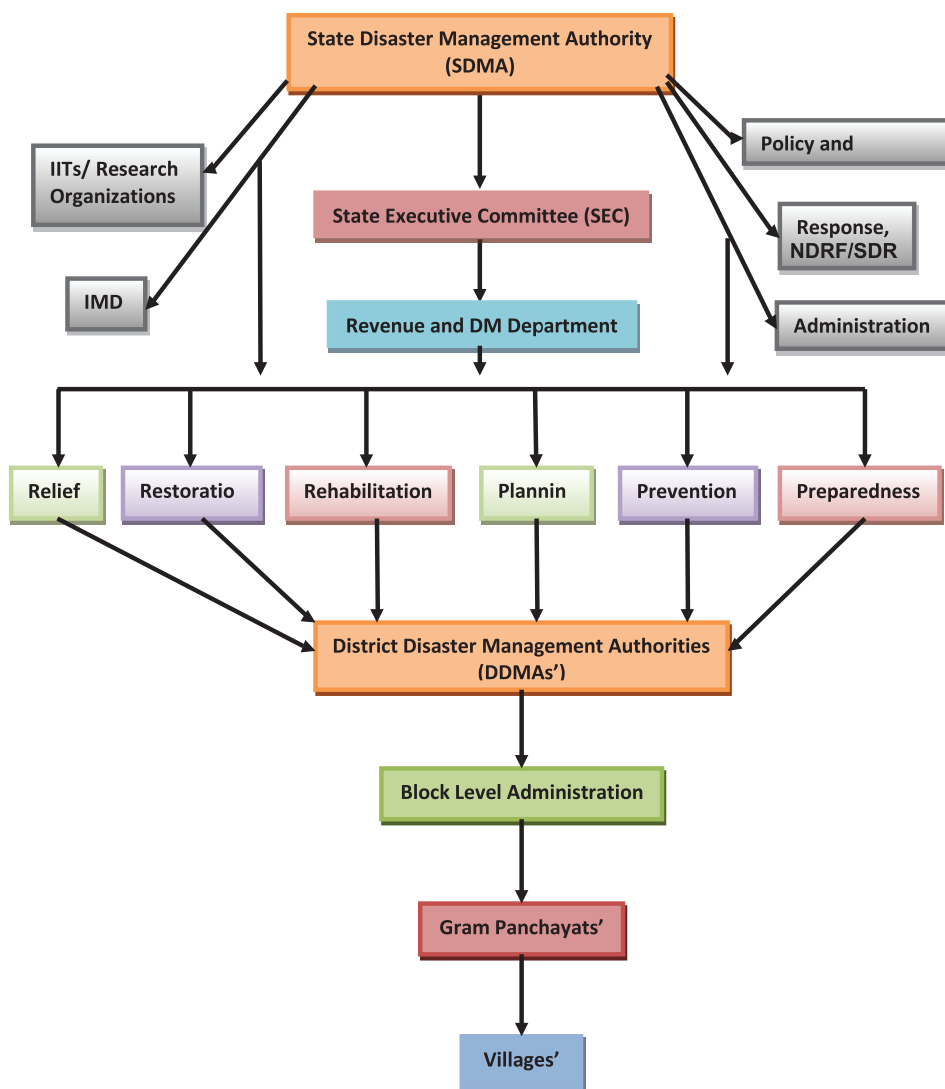 State Disaster Management Authority
(SDMA)
IITs/ Research
Organizations
Policy and
State Executive Committee (SEC)
Response,
NDRF/SDR
IMD
Revenue and DM Department
Administration
Relief
Restoratio
Rehabilitation
Plannin
Prevention
Preparedness
District Disaster Management Authorities
(DDMAs’)
Block Level Administration
Gram Panchayats’
Villages’